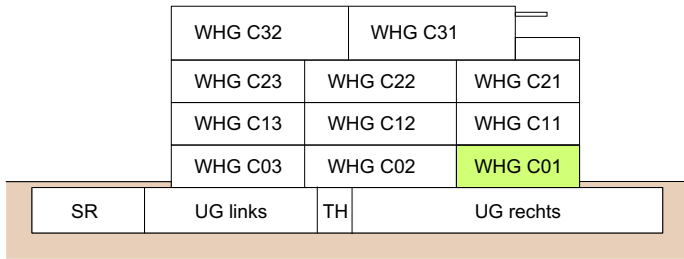 WHG C32 WHG C31
WHG C23 WHG C22 WHG C21
WHG C13 WHG C12 WHG C11
WHG C03 WHG C02 WHG C01
SR UG links TH UG rechts